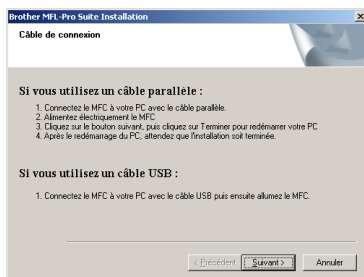 Brother MFL-Pro Suite Installation
Câble de connexion
Si vous utilisez un câble parallèle :
1. Connectez le MFC à votre PC avec le câble parallèle.
2. Alimentez électriquement le MFC
3. Cliquez sur le bouton suivant, puis cliquez sur Terminer pour redémarrer votre PC
4. Après le redémarrage du PC, attendez que l'installation soit terminée.
Si vous utilisez un câble USB :
1. Connectez le MFC à votre PC avec le câble USB puis ensuite allumez le MFC.
< Précédent Suivant > Annuler